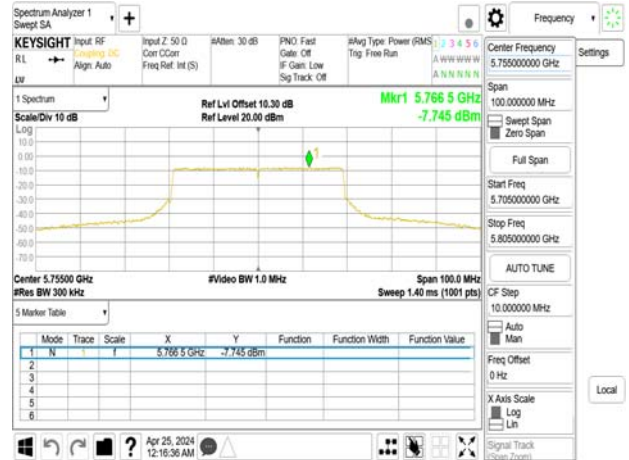 Spectrum Analyzer 1
Swept SA
+
Frequency
KEYSIGHT
RL
Input: RF
Coupling: DC
Align: Auto
Input Z: 50 Ω
Corr CCorr
Freq Ref: Int (S)
#Atten: 30 dB
PNO: Fast
Gate: Off
IF Gain: Low
Sig Track: Off
#Avg Type: Power (RMS)
Trig: Free Run
1 2 3 4 5 6
A W W W W W
A N N N N N
1 Spectrum
Scale/Div 10 dB
Ref Lvl Offset 10.30 dB
Ref Level 20.00 dBm
Mkr1 5.766 5 GHz
-7.745 dBm
Log
10.0
0.00
-10.0
-20.0
-30.0
-40.0
-50.0
-60.0
-70.0
1
Center 5.75500 GHz
#Res BW 300 kHz
#Video BW 1.0 MHz
Span 100.0 MHz
Sweep 1.40 ms (1001 pts)
5 Marker Table
Mode Trace Scale X Y Function Function Width Function Value
1 N 1 f 5.766 5 GHz -7.745 dBm
2
3
4
5
6
?
Apr 25, 2024
12:16:36 AM
Center Frequency
5.755000000 GHz
Settings
Span
100.000000 MHz
Swept Span
Zero Span
Full Span
Start Freq
5.705000000 GHz
Stop Freq
5.805000000 GHz
AUTO TUNE
CF Step
10.000000 MHz
Auto
Man
Freq Offset
0 Hz
X Axis Scale
Log
Lin
Local
Signal Track
(Span Zoom)